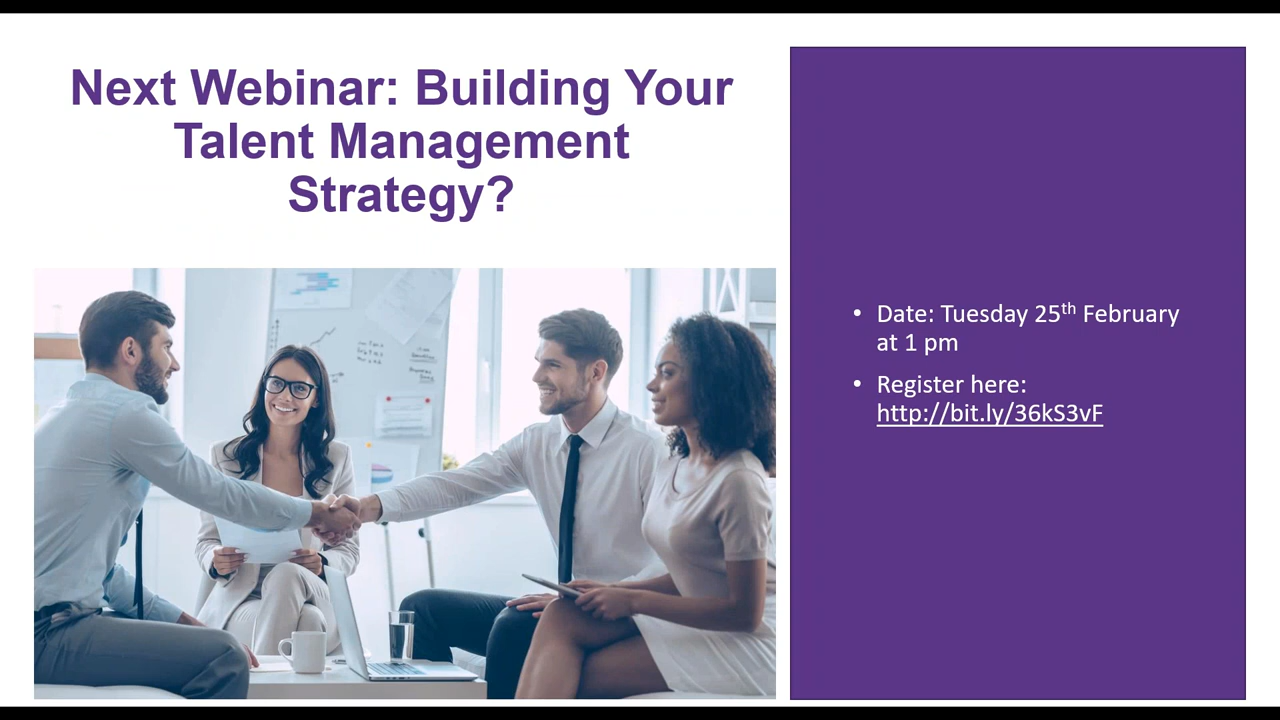 Next Webinar: Building Your
Talent Management
Strategy?
• Date: Tuesday 25th February
at 1 pm
• Register here:
http://bit.ly/36kS3vF